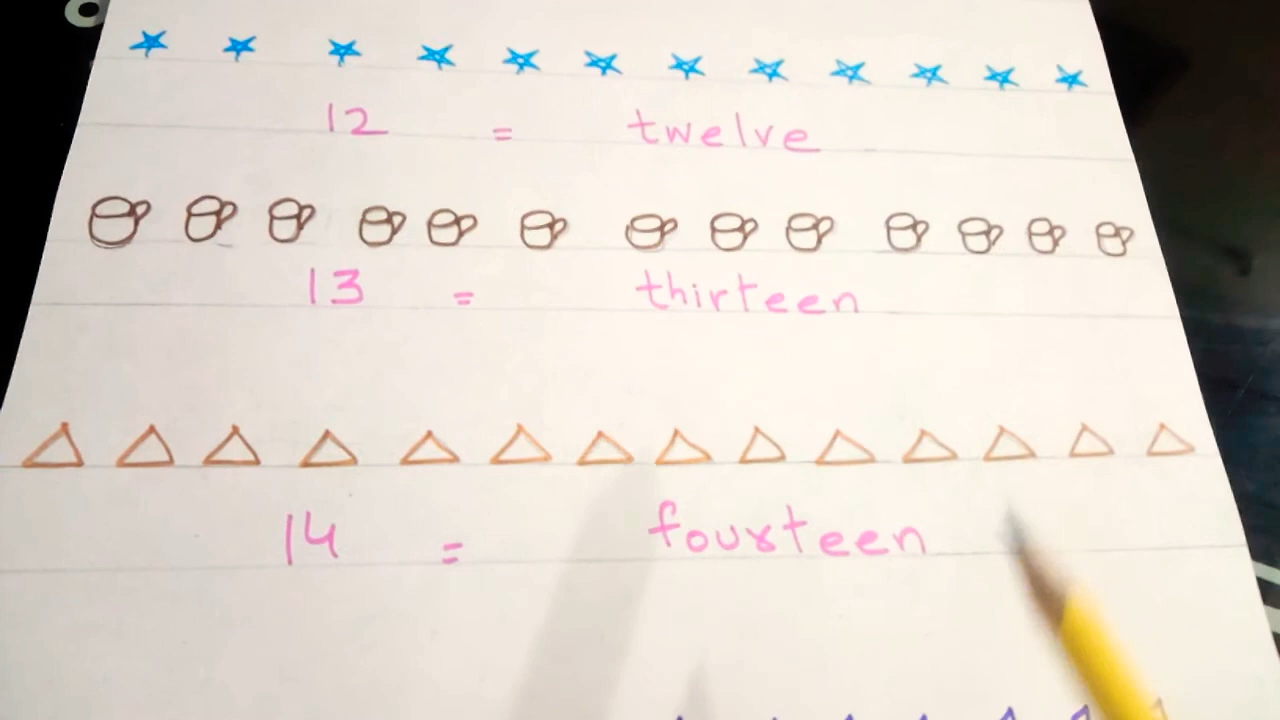 12 = twelve
13 = thirteen
14 = fourteen